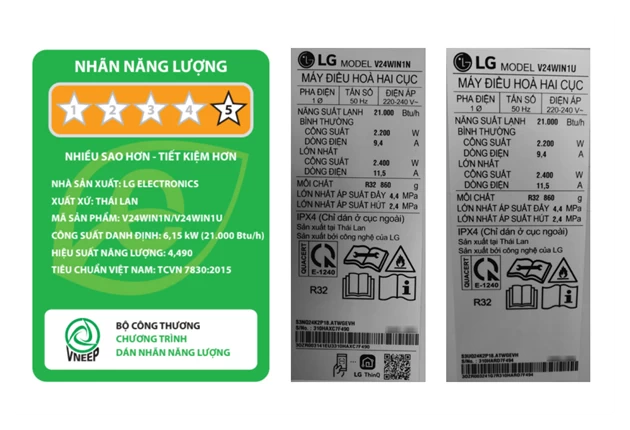 NHÃN NĂNG LƯỢNG
1 2 3 4 5
NHIỀU SAO HƠN - TIẾT KIỆM HƠN
NHÀ SẢN XUẤT: LG ELECTRONICS
XUẤT XỨ: THÁI LAN
MÃ SẢN PHẨM: V24WIN1N/V24WIN1U
CÔNG SUẤT DANH ĐỊNH: 6,15 kW (21.000 Btu/h)
HIỆU SUẤT NĂNG LƯỢNG: 4,490
TIÊU CHUẨN VIỆT NAM: TCVN 7830:2015
VNEEP
BỘ CÔNG THƯƠNG
CHƯƠNG TRÌNH
DÁN NHÃN NĂNG LƯỢNG
LG MODEL V24WIN1N
MÁY ĐIỀU HOÀ HAI CỤC
PHA ĐIỆN TẦN SỐ ĐIỆN ÁP
1 Ø 50 Hz 220-240 V~
NĂNG SUẤT LẠNH 21.000 Btu/h
BÌNH THƯỜNG
CÔNG SUẤT 2.200 W
DÒNG ĐIỆN 9,4 A
LỚN NHẤT
CÔNG SUẤT 2.400 W
DÒNG ĐIỆN 11,5 A
MÔI CHẤT R32 860 g
LỚN NHẤT ÁP SUẤT ĐẨY 4,4 MPa
LỚN NHẤT ÁP SUẤT HÚT 2,4 MPa
IPX4 (Chỉ dán ở cục ngoài)
Sản xuất tại Thái Lan
Sản xuất bởi công nghệ của LG
QUACERT
E-1240
R32
LG ThinQ
LG MODEL V24WIN1U
MÁY ĐIỀU HOÀ HAI CỤC
PHA ĐIỆN TẦN SỐ ĐIỆN ÁP
1 Ø 50 Hz 220-240 V~
NĂNG SUẤT LẠNH 21.000 Btu/h
BÌNH THƯỜNG
CÔNG SUẤT 2.200 W
DÒNG ĐIỆN 9,4 A
LỚN NHẤT
CÔNG SUẤT 2.400 W
DÒNG ĐIỆN 11,5 A
MÔI CHẤT R32 860 g
LỚN NHẤT ÁP SUẤT ĐẨY 4,4 MPa
LỚN NHẤT ÁP SUẤT HÚT 2,4 MPa
IPX4 (Chỉ dán ở cục ngoài)
Sản xuất tại Thái Lan
Sản xuất bởi công nghệ của LG
QUACERT
E-1240
R32